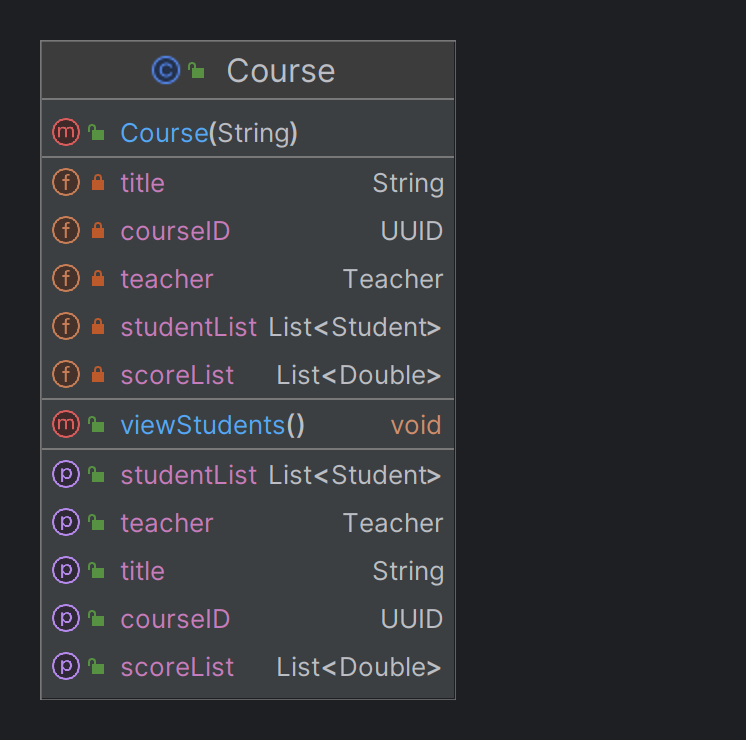 C Course
m Course(String)
f title String
f courseID UUID
f teacher Teacher
f studentList List<Student>
f scoreList List<Double>
m viewStudents() void
p studentList List<Student>
p teacher Teacher
p title String
p courseID UUID
p scoreList List<Double>